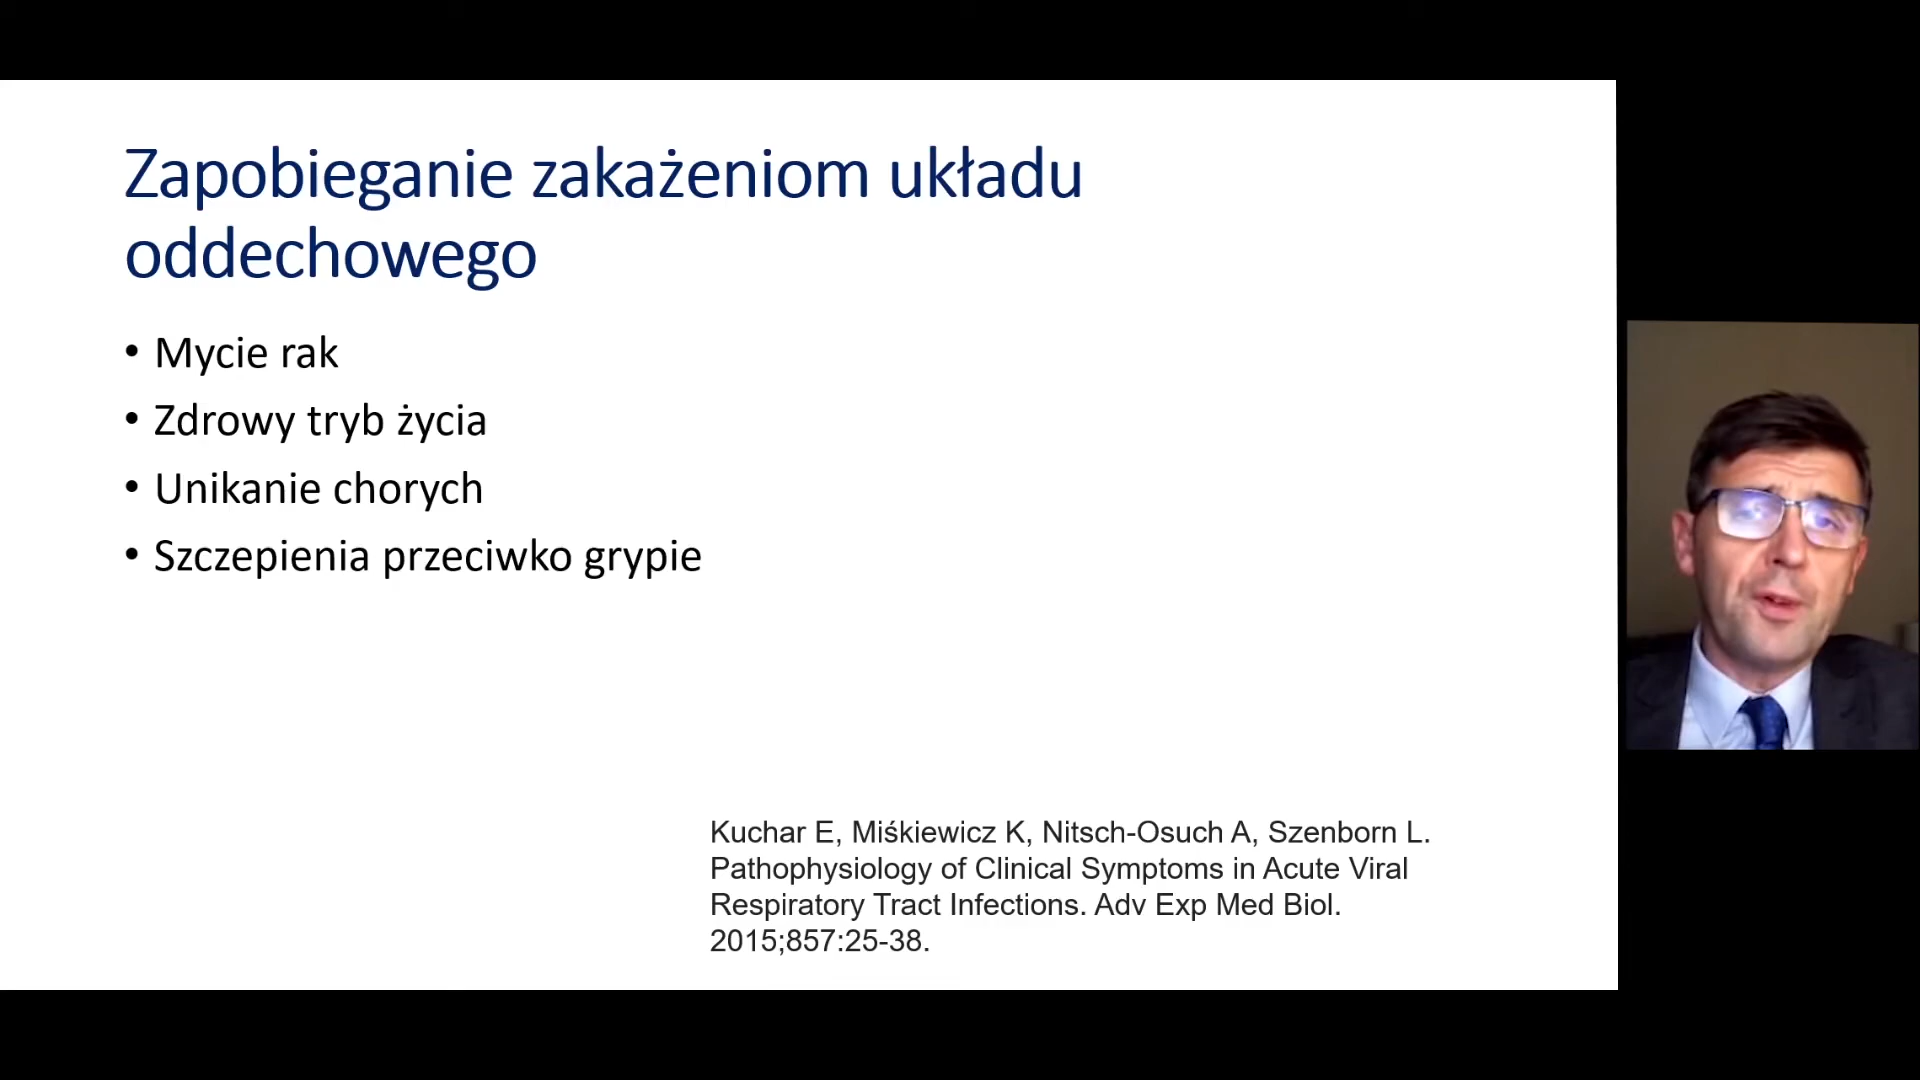 Zapobieganie zakażeniom układu
oddechowego
• Mycie rak
• Zdrowy tryb życia
• Unikanie chorych
• Szczepienia przeciwko grypie
Kuchar E, Miśkiewicz K, Nitsch-Osuch A, Szenborn L.
Pathophysiology of Clinical Symptoms in Acute Viral
Respiratory Tract Infections. Adv Exp Med Biol.
2015;857:25-38.